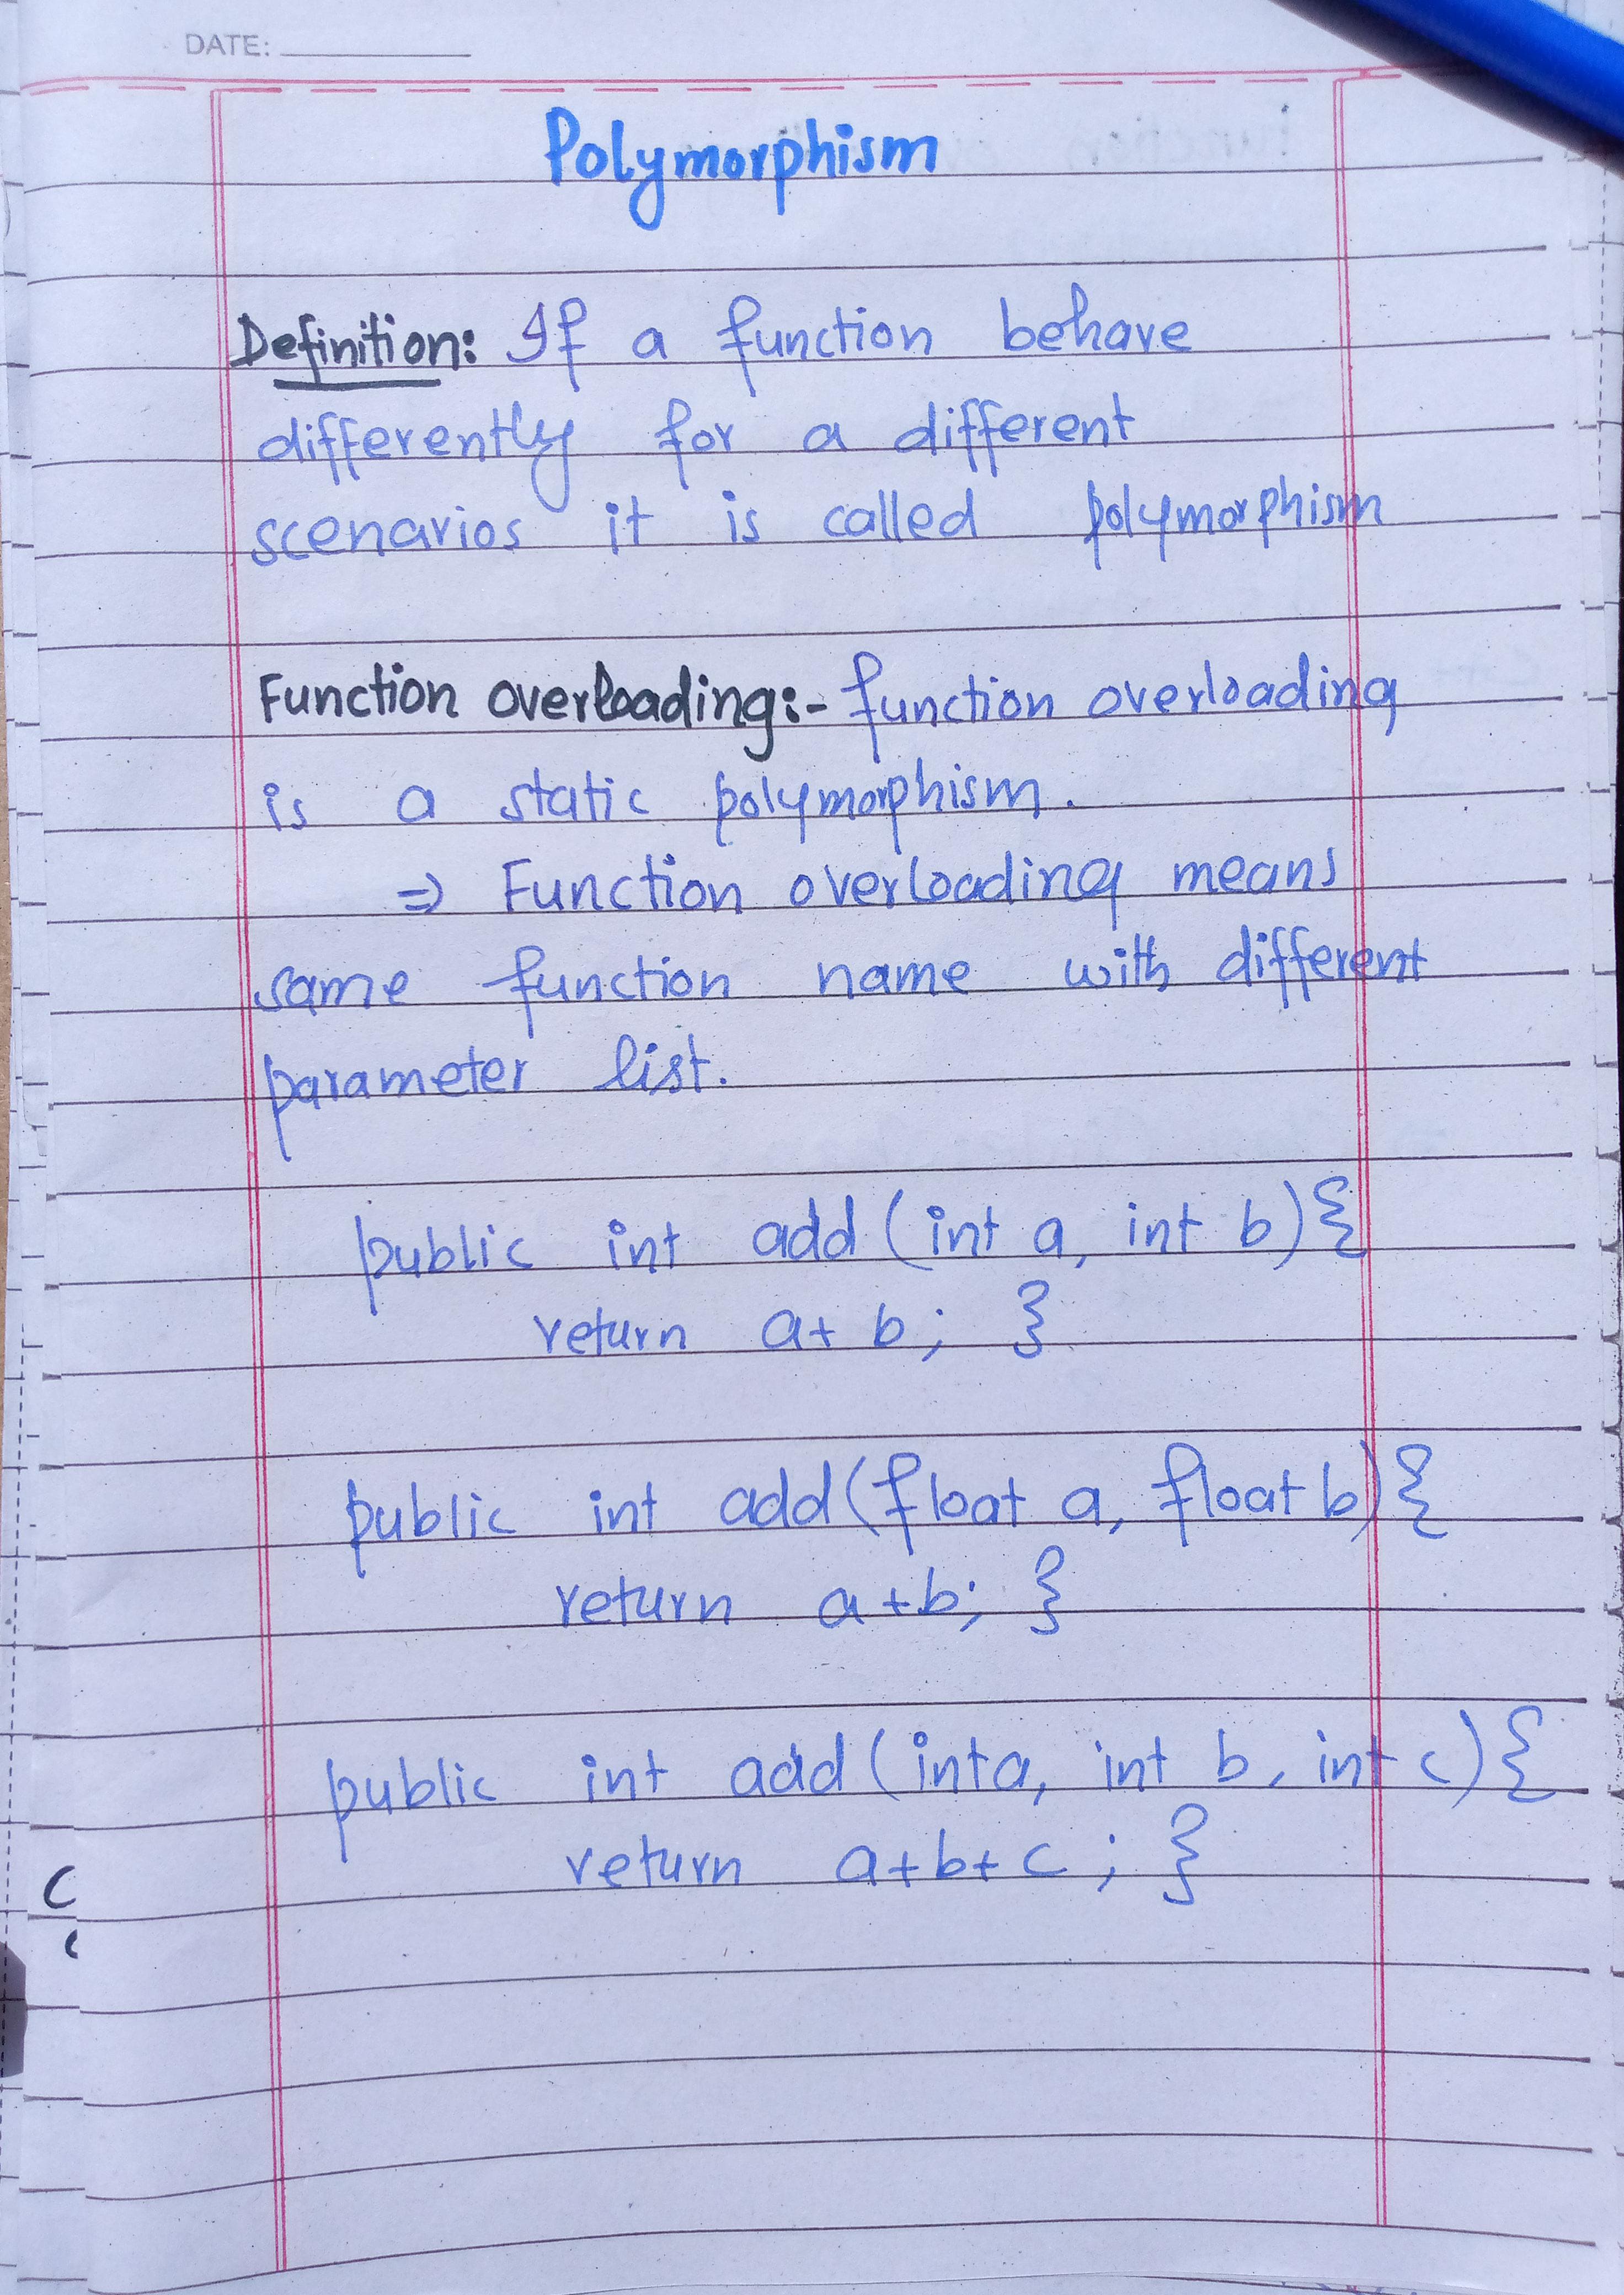 DATE:
Polymorphism
Definition: If a function behave
differently for a different
scenarios it is called polymorphism
Function overloading:- function overloading
is a static polymorphism.
⇒ Function overloading means
same function name with different
parameter list.
public int add (int a, int b){
return a+ b; }
public int add(float a, float b){
return a+b; }
public int add (int a, int b, int c){
return a+b+c; }